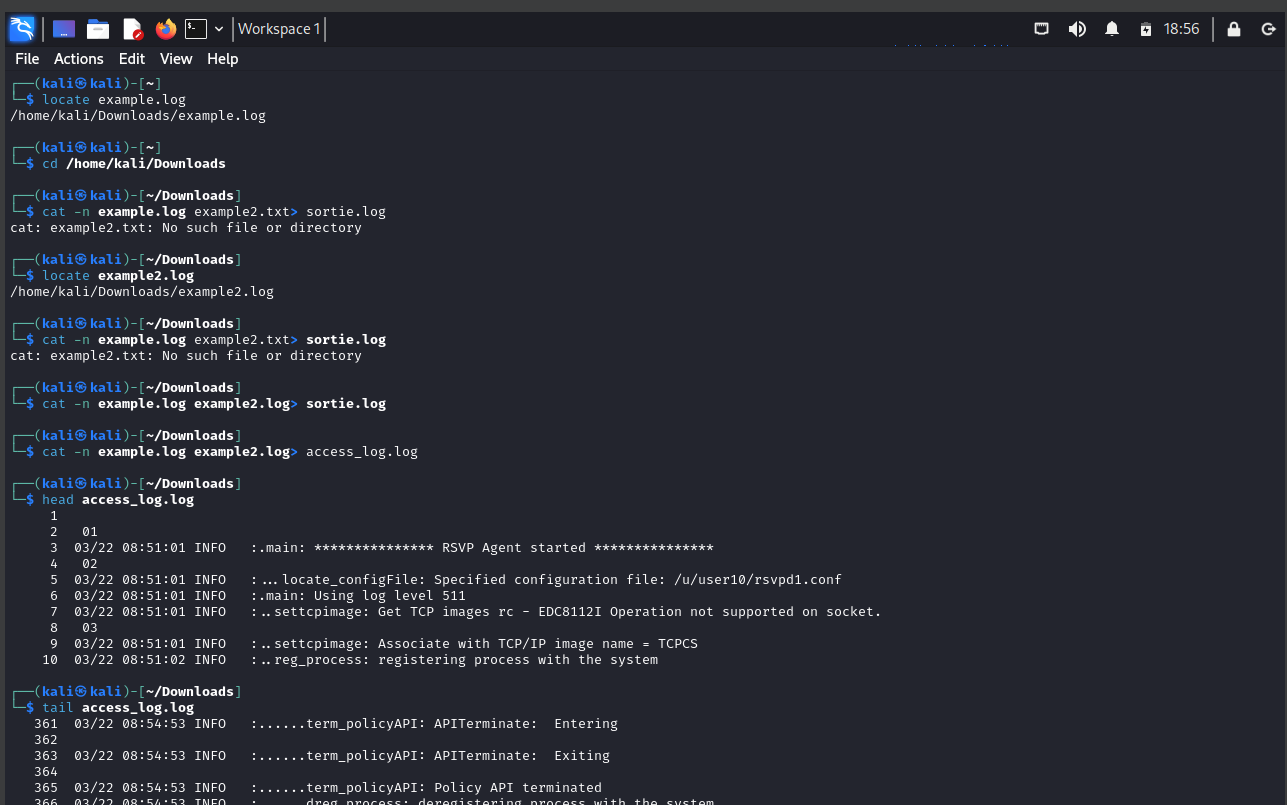 Workspace 1
18:56
File Actions Edit View Help
┌──(kali㉿kali)-[~]
└─$ locate example.log
/home/kali/Downloads/example.log
┌──(kali㉿kali)-[~]
└─$ cd /home/kali/Downloads
┌──(kali㉿kali)-[~/Downloads]
└─$ cat -n example.log example2.txt> sortie.log
cat: example2.txt: No such file or directory
┌──(kali㉿kali)-[~/Downloads]
└─$ locate example2.log
/home/kali/Downloads/example2.log
┌──(kali㉿kali)-[~/Downloads]
└─$ cat -n example.log example2.txt> sortie.log
cat: example2.txt: No such file or directory
┌──(kali㉿kali)-[~/Downloads]
└─$ cat -n example.log example2.log> sortie.log
┌──(kali㉿kali)-[~/Downloads]
└─$ cat -n example.log example2.log> access_log.log
┌──(kali㉿kali)-[~/Downloads]
└─$ head access_log.log
1
2 01
3 03/22 08:51:01 INFO :.main: *************** RSVP Agent started ***************
4 02
5 03/22 08:51:01 INFO :...locate_configFile: Specified configuration file: /u/user10/rsvpd1.conf
6 03/22 08:51:01 INFO :.main: Using log level 511
7 03/22 08:51:01 INFO :..settcpimage: Get TCP images rc - EDC8112I Operation not supported on socket.
8 03
9 03/22 08:51:01 INFO :..settcpimage: Associate with TCP/IP image name = TCPCS
10 03/22 08:51:02 INFO :..reg_process: registering process with the system
┌──(kali㉿kali)-[~/Downloads]
└─$ tail access_log.log
361 03/22 08:54:53 INFO :......term_policyAPI: APITerminate: Entering
362
363 03/22 08:54:53 INFO :......term_policyAPI: APITerminate: Exiting
364
365 03/22 08:54:53 INFO :......term_policyAPI: Policy API terminated
366 03/22 08:54:53 INFO :......dreg_process: deregistering process with the system